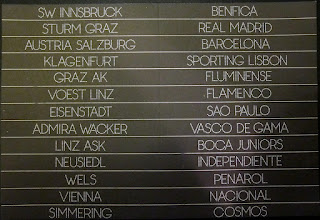 SW INNSBRUCK BENFICA
STURM GRAZ REAL MADRID
AUSTRIA SALZBURG BARCELONA
KLAGENFURT SPORTING LISBON
GRAZ AK FLUMINENSE
VOEST LINZ FLAMENCO
EISENSTADT SAO PAULO
ADMIRA WACKER VASCO DE GAMA
LINZ ASK BOCA JUNIORS
NEUSIEDL INDEPENDIENTE
WELS PENAROL
VIENNA NACIONAL
SIMMERING COSMOS